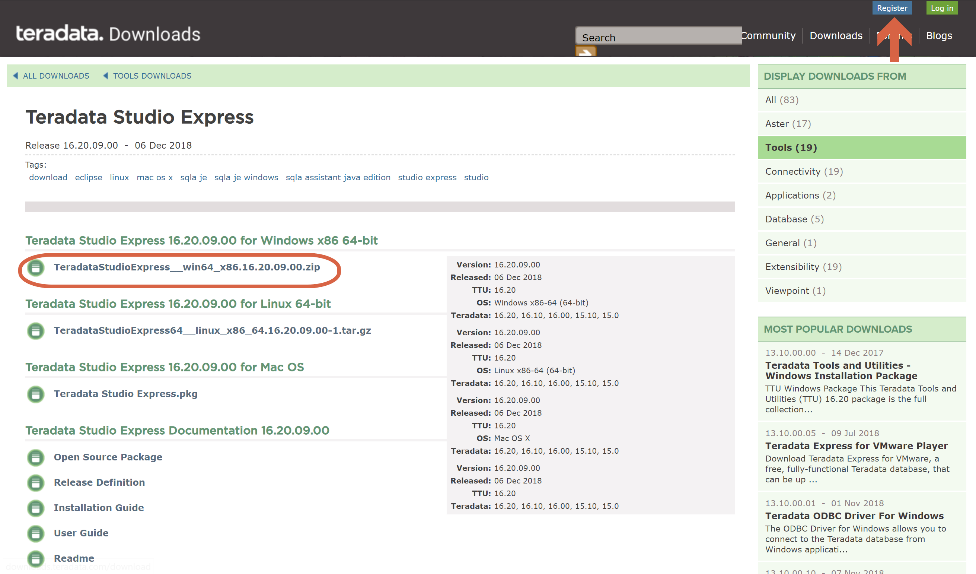 Register
Log in
teradata. Downloads
Search
Community
Downloads
Blogs
ALL DOWNLOADS
TOOLS DOWNLOADS
Teradata Studio Express
Release 16.20.09.00 - 06 Dec 2018
Tags:
download eclipse linux mac os x sqla je sqla je windows sqla assistant java edition studio express studio
Teradata Studio Express 16.20.09.00 for Windows x86 64-bit
TeradataStudioExpress__win64_x86.16.20.09.00.zip
Teradata Studio Express 16.20.09.00 for Linux 64-bit
TeradataStudioExpress64__linux_x86_64.16.20.09.00-1.tar.gz
Teradata Studio Express 16.20.09.00 for Mac OS
Teradata Studio Express.pkg
Teradata Studio Express Documentation 16.20.09.00
Open Source Package
Release Definition
Installation Guide
User Guide
Readme
Version: 16.20.09.00
Released: 06 Dec 2018
TTU: 16.20
OS: Windows x86-64 (64-bit)
Teradata: 16.20, 16.10, 16.00, 15.10, 15.0
Version: 16.20.09.00
Released: 06 Dec 2018
TTU: 16.20
OS: Linux x86-64 (64-bit)
Teradata: 16.20, 16.10, 16.00, 15.10, 15.0
Version: 16.20.09.00
Released: 06 Dec 2018
TTU: 16.20
OS: Mac OS X
Teradata: 16.20, 16.10, 16.00, 15.10, 15.0
Version: 16.20.09.00
Released: 06 Dec 2018
TTU: 16.20
Teradata: 16.20, 16.10, 16.00, 15.10, 15.0
DISPLAY DOWNLOADS FROM
All (83)
Aster (17)
Tools (19)
Connectivity (19)
Applications (2)
Database (5)
General (1)
Extensibility (19)
Viewpoint (1)
MOST POPULAR DOWNLOADS
13.10.00.00 - 14 Dec 2017
Teradata Tools and Utilities -
Windows Installation Package
TTU Windows Package This Teradata Tools and
Utilities (TTU) 16.20 package is the full
collection...
13.10.00.05 - 09 Jul 2018
Teradata Express for VMware Player
Download Teradata Express for VMware, a
free, fully-functional Teradata database, that
can be up ...
13.10.00.01 - 01 Nov 2018
Teradata ODBC Driver For Windows
The ODBC Driver for Windows allows you to
connect to the Teradata database from
Windows applicati...
13.10.00.10 - 07 Nov 2018